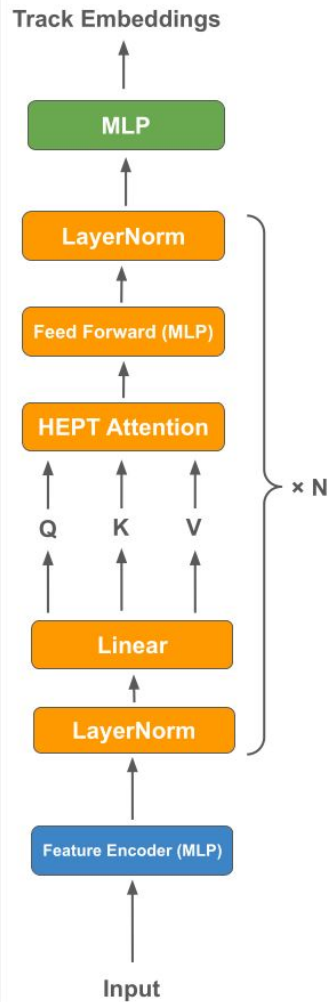 Track Embeddings
MLP
LayerNorm
Feed Forward (MLP)
HEPT Attention
× N
Q K V
Linear
LayerNorm
Feature Encoder (MLP)
Input